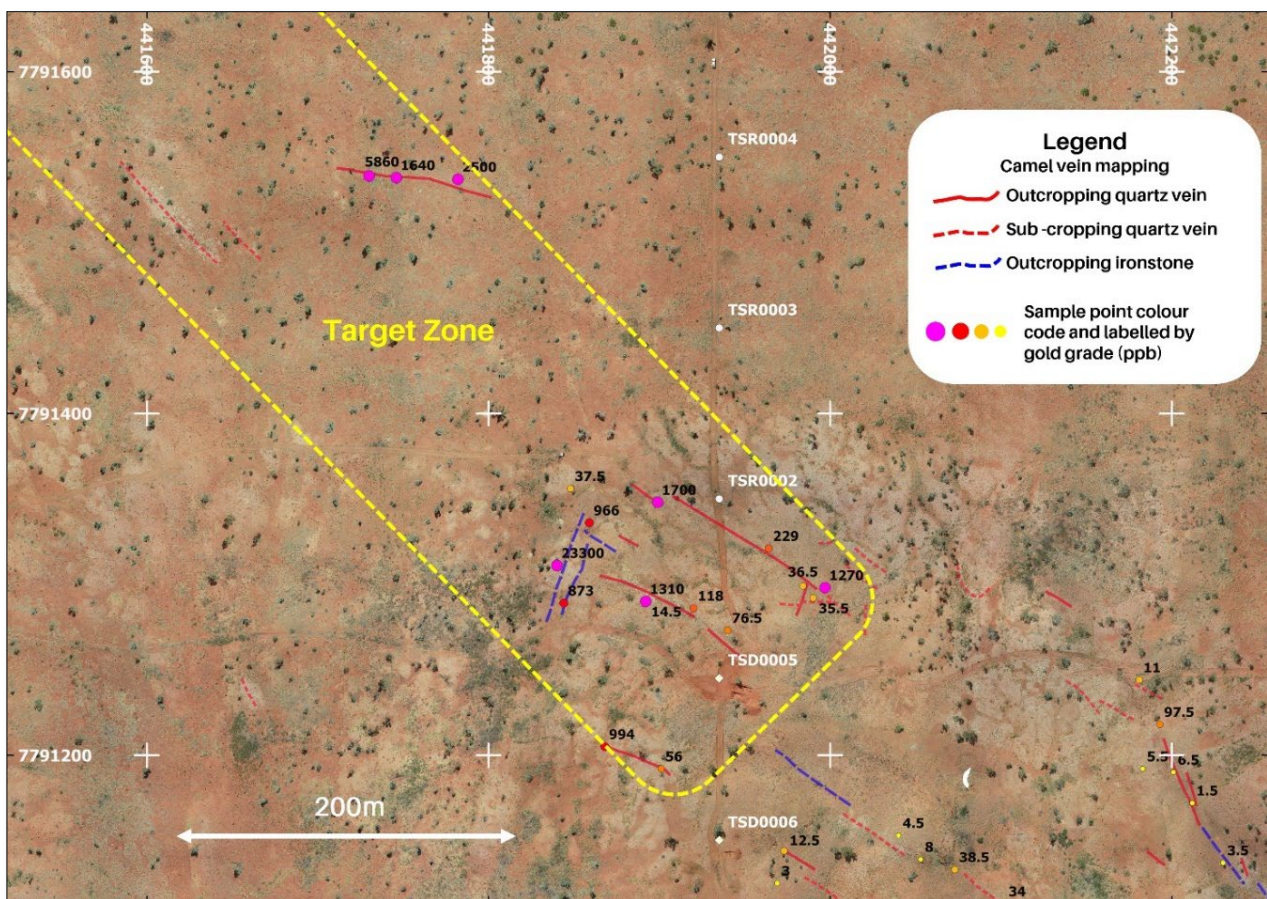 441600
441800
442000
442200
7791600
TSR0004
5860
1640
2500
Legend
Camel vein mapping
Outcropping quartz vein
Sub -cropping quartz vein
Outcropping ironstone
Sample point colour
code and labelled by
gold grade (ppb)
TSR0003
Target Zone
7791400
37.5
1700
TSR0002
966
229
23300
36.5
1270
873
1310
118
35.5
14.5
76.5
TSD0005
11
994
97.5
7791200
56
5.5
6.5
1.5
200m
TSD0006
4.5
12.5
8
38.5
3.5
3
34